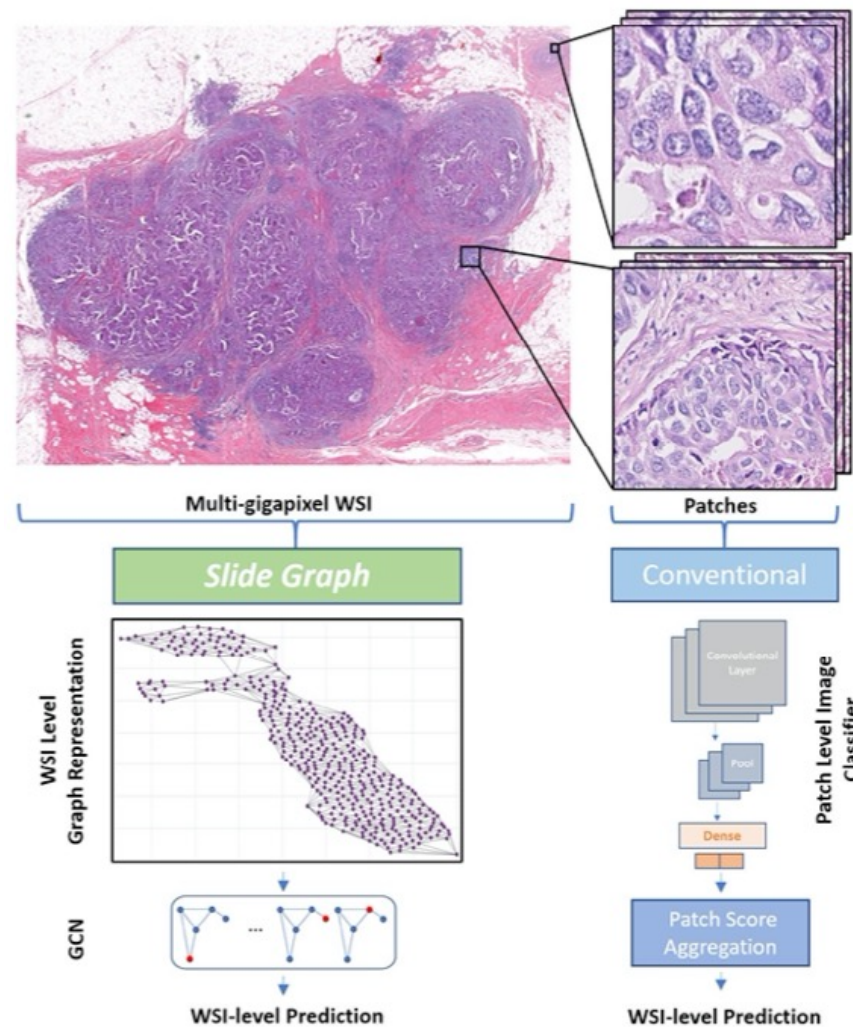 Multi-gigapixel WSI
Patches
Slide Graph
Conventional
WSI Level
Graph Representation
Convolutional
Layer
Pool
Dense
Patch Level Image
Classifier
GCN
...
Patch Score
Aggregation
WSI-level Prediction
WSI-level Prediction